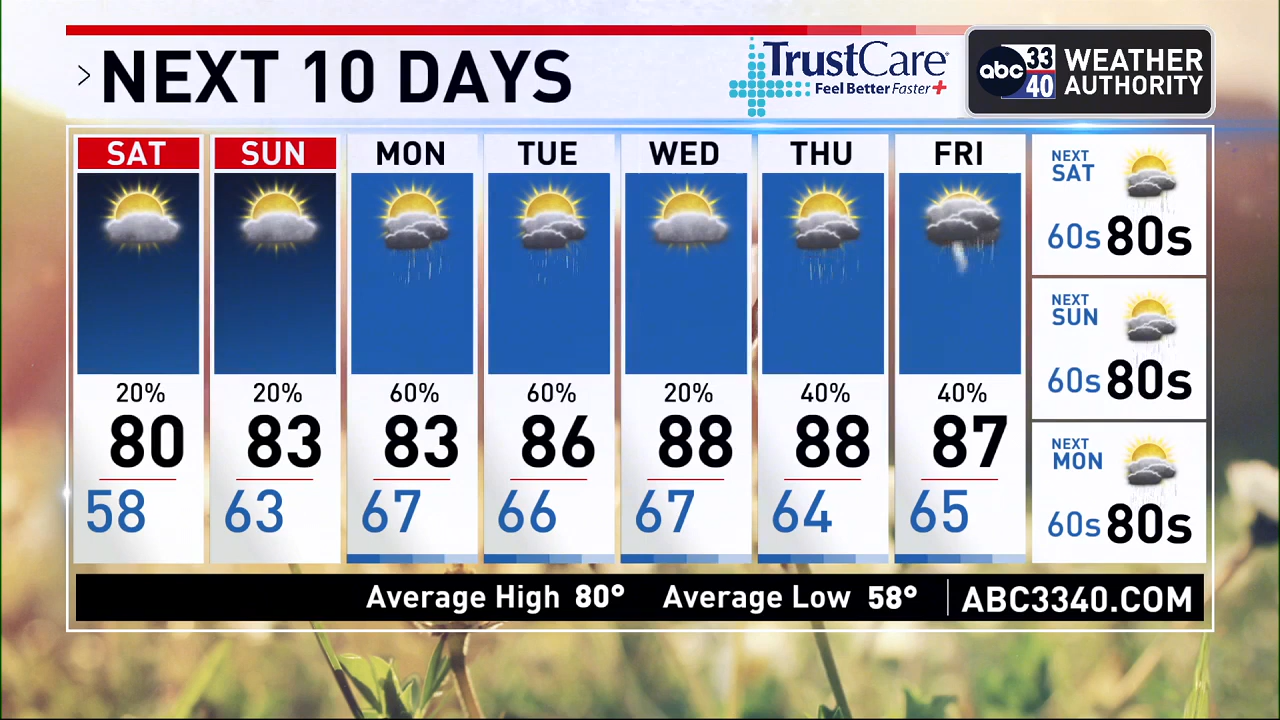 > NEXT 10 DAYS
TrustCare
Feel Better Faster
abc 33 40
WEATHER
AUTHORITY
SAT
20%
80
58
SUN
20%
83
63
MON
60%
83
67
TUE
60%
86
66
WED
20%
88
67
THU
40%
88
64
FRI
40%
87
65
NEXT
SAT
60s 80s
NEXT
SUN
60s 80s
NEXT
MON
60s 80s
Average High 80° Average Low 58° ABC3340.COM